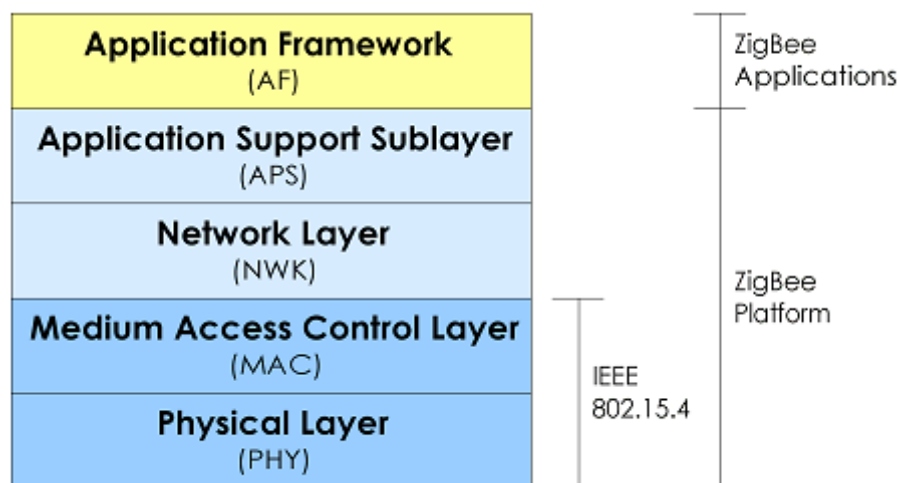 Application Framework
(AF)
ZigBee
Applications
Application Support Sublayer
(APS)
Network Layer
(NWK)
ZigBee
Platform
Medium Access Control Layer
(MAC)
IEEE
802.15.4
Physical Layer
(PHY)